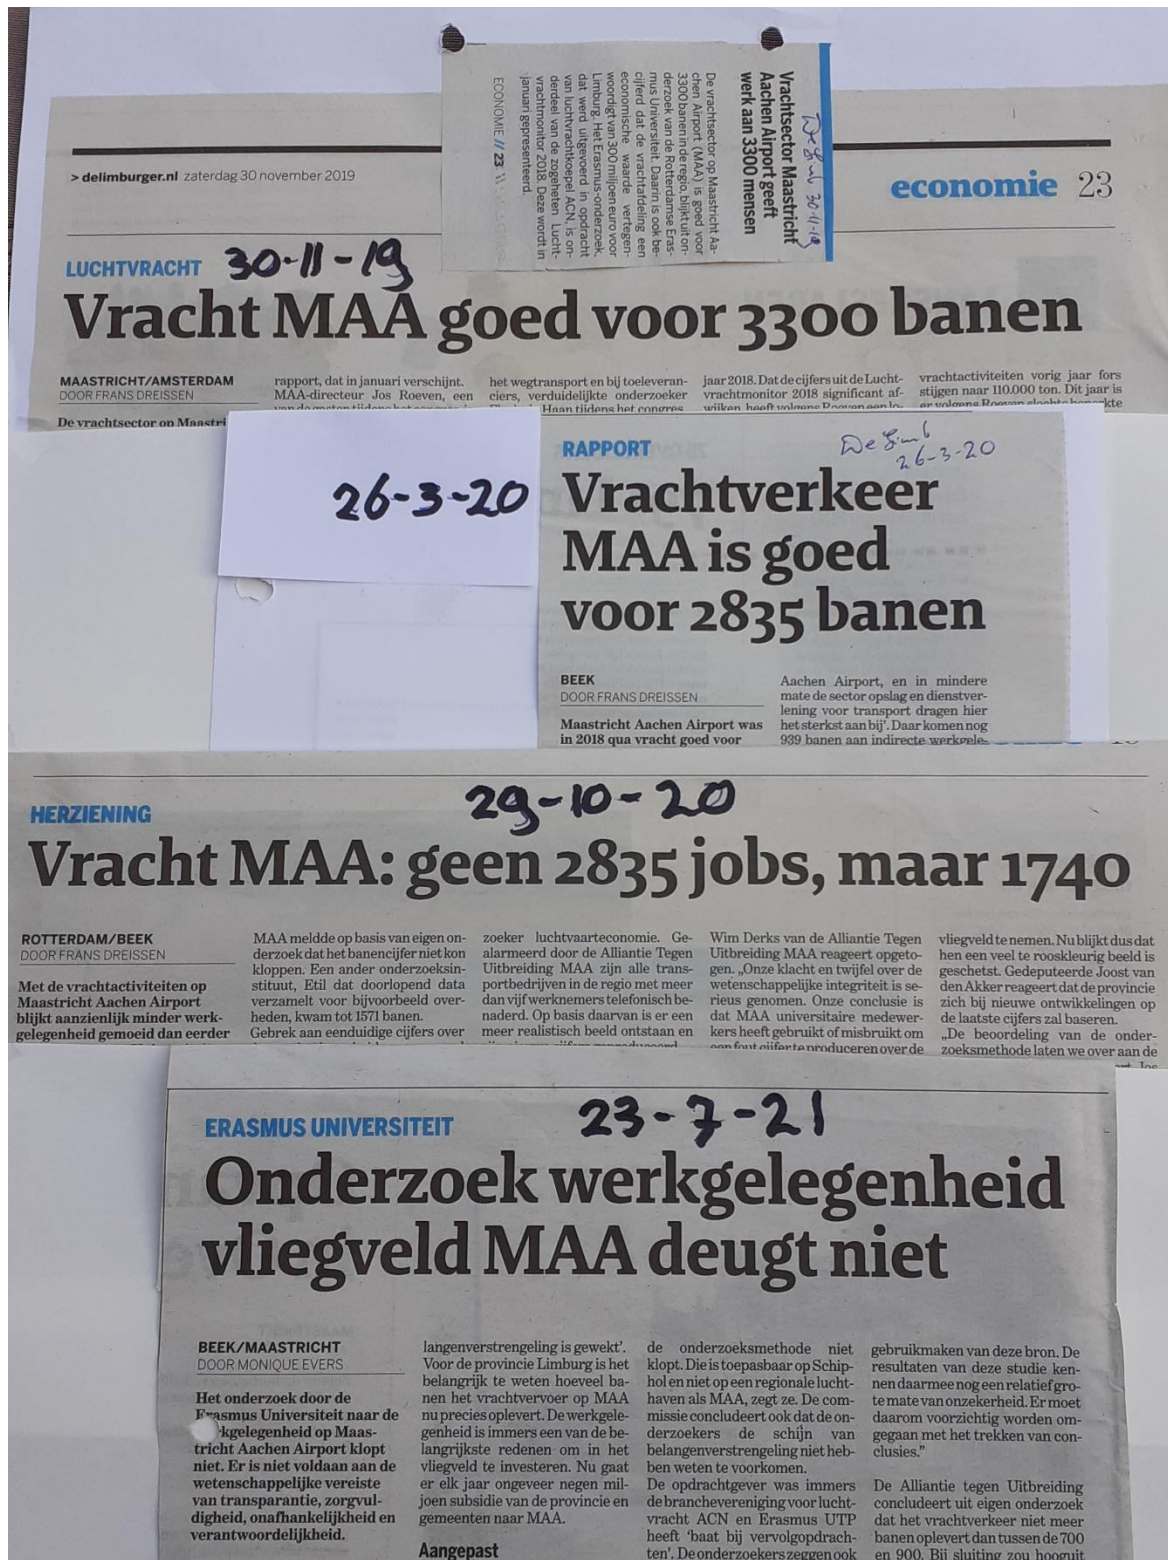 Vrachtsector Maastricht
Aachen Airport geeft
werk aan 3300 mensen
De Limb 30-11-19
De vrachtsector op Maastricht Aa-
chen Airport (MAA) is goed voor
3300 banen in de regio, blijkt uit on-
derzoek van de Rotterdamse Eras-
mus Universiteit. Daarin is ook be-
cijferd dat de vrachtafdeling een
economische waarde vertegen-
woordigt van 300 miljoen euro voor
Limburg. Het Erasmus-onderzoek,
dat werd uitgevoerd in opdracht
van luchtvrachtkoepel ACN, is on-
derdeel van de zogeheten Lucht-
vrachtmonitor 2018. Deze wordt in
januari gepresenteerd.
ECONOMIE // 23
> delimburger.nl zaterdag 30 november 2019
economie 23
LUCHTVRACHT
30-11-19
Vracht MAA goed voor 3300 banen
MAASTRICHT/AMSTERDAM
DOOR FRANS DREISSEN
De vrachtsector op Maastri
rapport, dat in januari verschijnt.
MAA-directeur Jos Roeven, een
het wegtransport en bij toeleveran-
ciers, verduidelijkte onderzoeker
Haan tijdens het congres
jaar 2018. Dat de cijfers uit de Lucht-
vrachtmonitor 2018 significant af-
wijken heeft volgens Roeven
vrachtactiviteiten vorig jaar fors
stijgen naar 110.000 ton. Dit jaar is
er volgens Roeven slechts
26-3-20
RAPPORT
De Limb
26-3-20
Vrachtverkeer
MAA is goed
voor 2835 banen
BEEK
DOOR FRANS DREISSEN
Maastricht Aachen Airport was
in 2018 qua vracht goed voor
Aachen Airport, en in mindere
mate de sector opslag en dienstver-
lening voor transport dragen hier
het sterkst aan bij'. Daar komen nog
939 banen aan indirecte werkgele-
HERZIENING
29-10-20
Vracht MAA: geen 2835 jobs, maar 1740
ROTTERDAM/BEEK
DOOR FRANS DREISSEN
Met de vrachtactiviteiten op
Maastricht Aachen Airport
blijkt aanzienlijk minder werk-
gelegenheid gemoeid dan eerder
MAA meldde op basis van eigen on-
derzoek dat het banencijfer niet kon
kloppen. Een ander onderzoeksin-
stituut, Etil dat doorlopend data
verzamelt voor bijvoorbeeld over-
heden, kwam tot 1571 banen.
Gebrek aan eenduidige cijfers over
zoeker luchtvaarteconomie. Ge-
alarmeerd door de Alliantie Tegen
Uitbreiding MAA zijn alle trans-
portbedrijven in de regio met meer
dan vijf werknemers telefonisch be-
naderd. Op basis daarvan is er een
meer realistisch beeld ontstaan en
Wim Derks van de Alliantie Tegen
Uitbreiding MAA reageert opgeto-
gen. „Onze klacht en twijfel over de
wetenschappelijke integriteit is se-
rieus genomen. Onze conclusie is
dat MAA universitaire medewer-
kers heeft gebruikt of misbruikt om
een fout cijfer te produceren over de
vliegveld te nemen. Nu blijkt dus dat
hen een veel te rooskleurig beeld is
geschetst. Gedeputeerde Joost van
den Akker reageert dat de provincie
zich bij nieuwe ontwikkelingen op
de laatste cijfers zal baseren.
„De beoordeling van de onder-
zoeksmethode laten we over aan de
ERASMUS UNIVERSITEIT
23-7-21
Onderzoek werkgelegenheid
vliegveld MAA deugt niet
BEEK/MAASTRICHT
DOOR MONIQUE EVERS
Het onderzoek door de
Erasmus Universiteit naar de
kgelegenheid op Maas-
tricht Aachen Airport klopt
niet. Er is niet voldaan aan de
wetenschappelijke vereiste
van transparantie, zorgvul-
digheid, onafhankelijkheid en
verantwoordelijkheid.
langenverstrengeling is gewekt'.
Voor de provincie Limburg is het
belangrijk te weten hoeveel ba-
nen het vrachtvervoer op MAA
nu precies oplevert. De werkgele-
genheid is immers een van de be-
langrijkste redenen om in het
vliegveld te investeren. Nu gaat
er elk jaar ongeveer negen mil-
joen subsidie van de provincie en
gemeenten naar MAA.
Aangepast
de onderzoeksmethode niet
klopt. Die is toepasbaar op Schip-
hol en niet op een regionale lucht-
haven als MAA, zegt ze. De com-
missie concludeert ook dat de on-
derzoekers de schijn van
belangenverstrengeling niet heb-
ben weten te voorkomen.
De opdrachtgever was immers
de branchevereniging voor lucht-
vracht ACN en Erasmus UTP
heeft 'baat bij vervolgopdrach-
ten'. De onderzoekers zeggen ook
gebruikmaken van deze bron. De
resultaten van deze studie ken-
nen daarmee nog een relatief gro-
te mate van onzekerheid. Er moet
daarom voorzichtig worden om-
gegaan met het trekken van con-
clusies."
De Alliantie tegen Uitbreiding
concludeert uit eigen onderzoek
dat het vrachtverkeer niet meer
banen oplevert dan tussen de 700
en 900. Bij sluiting zou hooguit